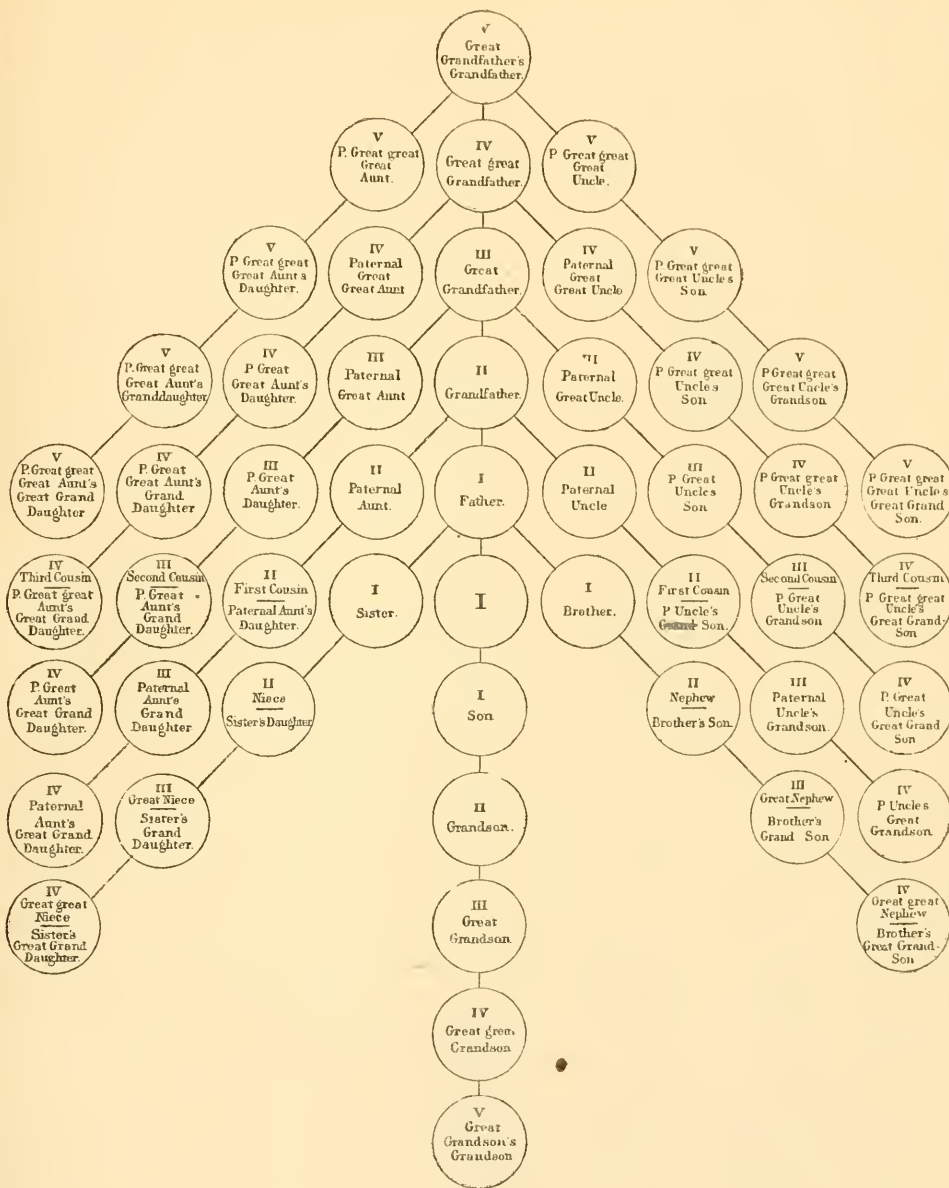 V
Great
Grandfather's
Grandfather.
V
P. Great great
Great
Aunt.
IV
Great great
Grandfather.
V
P Great great
Great
Uncle.
V
P Great great
Great Aunt's
Daughter.
IV
Paternal
Great
Great Aunt
III
Great
Grandfather.
IV
Paternal
Great
Great Uncle
V
P. Great great
Great Uncles
Son.
V
P. Great great
Great Aunt's
Granddaughter
IV
P Great
Great Aunt's
Daughter.
III
Paternal
Great Aunt
II
Grandfather.
Paternal
Great Uncle.
IV
P Great great
Uncles
Son
V
P Great great
Great Uncle's
Grandson
V
P. Great great
Great Aunt's
Great Grand
Daughter
IV
P. Great
Great Aunt's
Grand
Daughter
III
P. Great
Aunt's
Daughter.
II
Paternal
Aunt.
I
Father.
II
Paternal
Uncle
III
P Great
Uncles
Son
IV
P Great great
Uncle's
Grandson
V
P Great great
Great Uncles
Great Grand
Son.
IV
Third Cousin
P. Great great
Aunt's
Great Grand
Daughter.
III
Second Cousin
P. Great
Aunt's
Grand
Daughter.
II
First Cousin
Paternal Aunt's
Daughter.
I
Sister.
I
I
Brother.
II
First Cousin
P Uncle's
Grand Son.
III
Second Cousin
P Great
Uncle's
Grandson
IV
Third Cousin
P Great great
Uncle's
Great Grand-
Son
IV
P. Great
Aunt's
Great Grand
Daughter.
III
Paternal
Aunt's
Grand
Daughter
II
Niece
Sister's Daughter
I
Son
II
Nephew
Brother's Son.
III
Paternal
Uncle's
Grandson.
IV
P. Great
Uncle's
Great Grand
Son
IV
Paternal
Aunt's
Great Grand
Daughter.
III
Great Niece
Sister's
Grand
Daughter.
II
Grandson.
III
Great Nephew
Brother's
Grand Son
IV
P Uncles
Great
Grandson.
IV
Great great
Niece
Sister's
Great Grand
Daughter.
III
Great
Grandson
IV
Great great
Nephew
Brother's
Great Grand-
Son
IV
Great
Grandson
V
Great
Grandson's
Grandson